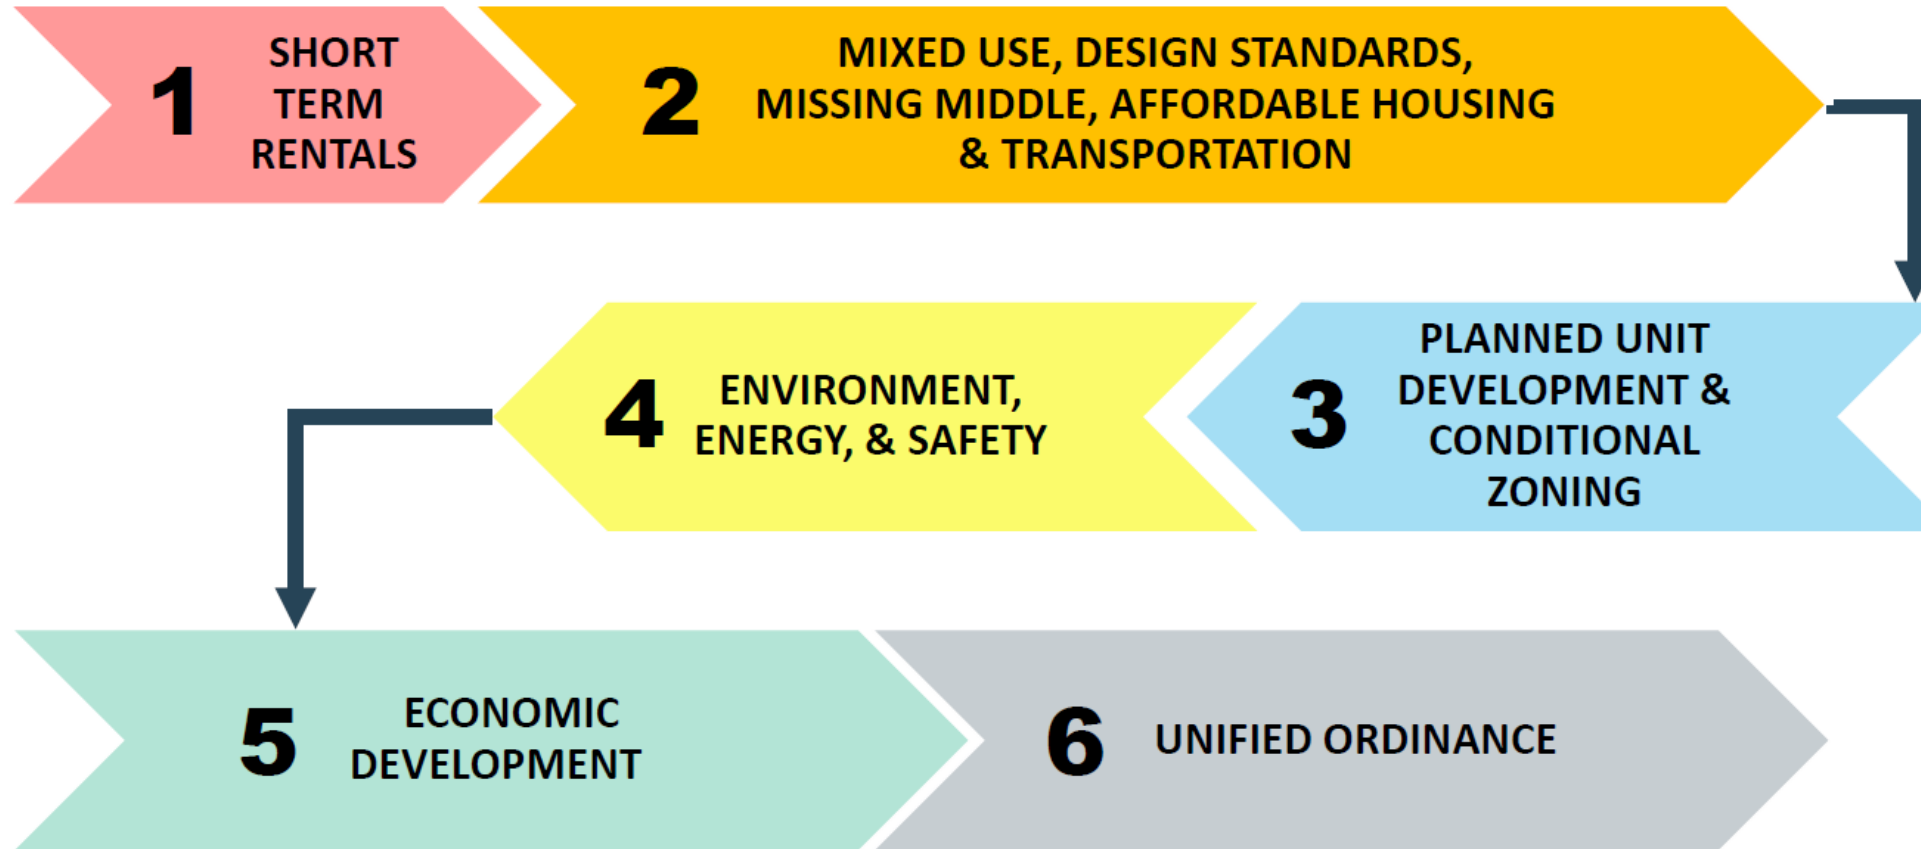 1
SHORT
TERM
RENTALS
2
MIXED USE, DESIGN STANDARDS,
MISSING MIDDLE, AFFORDABLE HOUSING
& TRANSPORTATION
3
PLANNED UNIT
DEVELOPMENT &
CONDITIONAL
ZONING
4
ENVIRONMENT,
ENERGY, & SAFETY
5
ECONOMIC
DEVELOPMENT
6
UNIFIED ORDINANCE